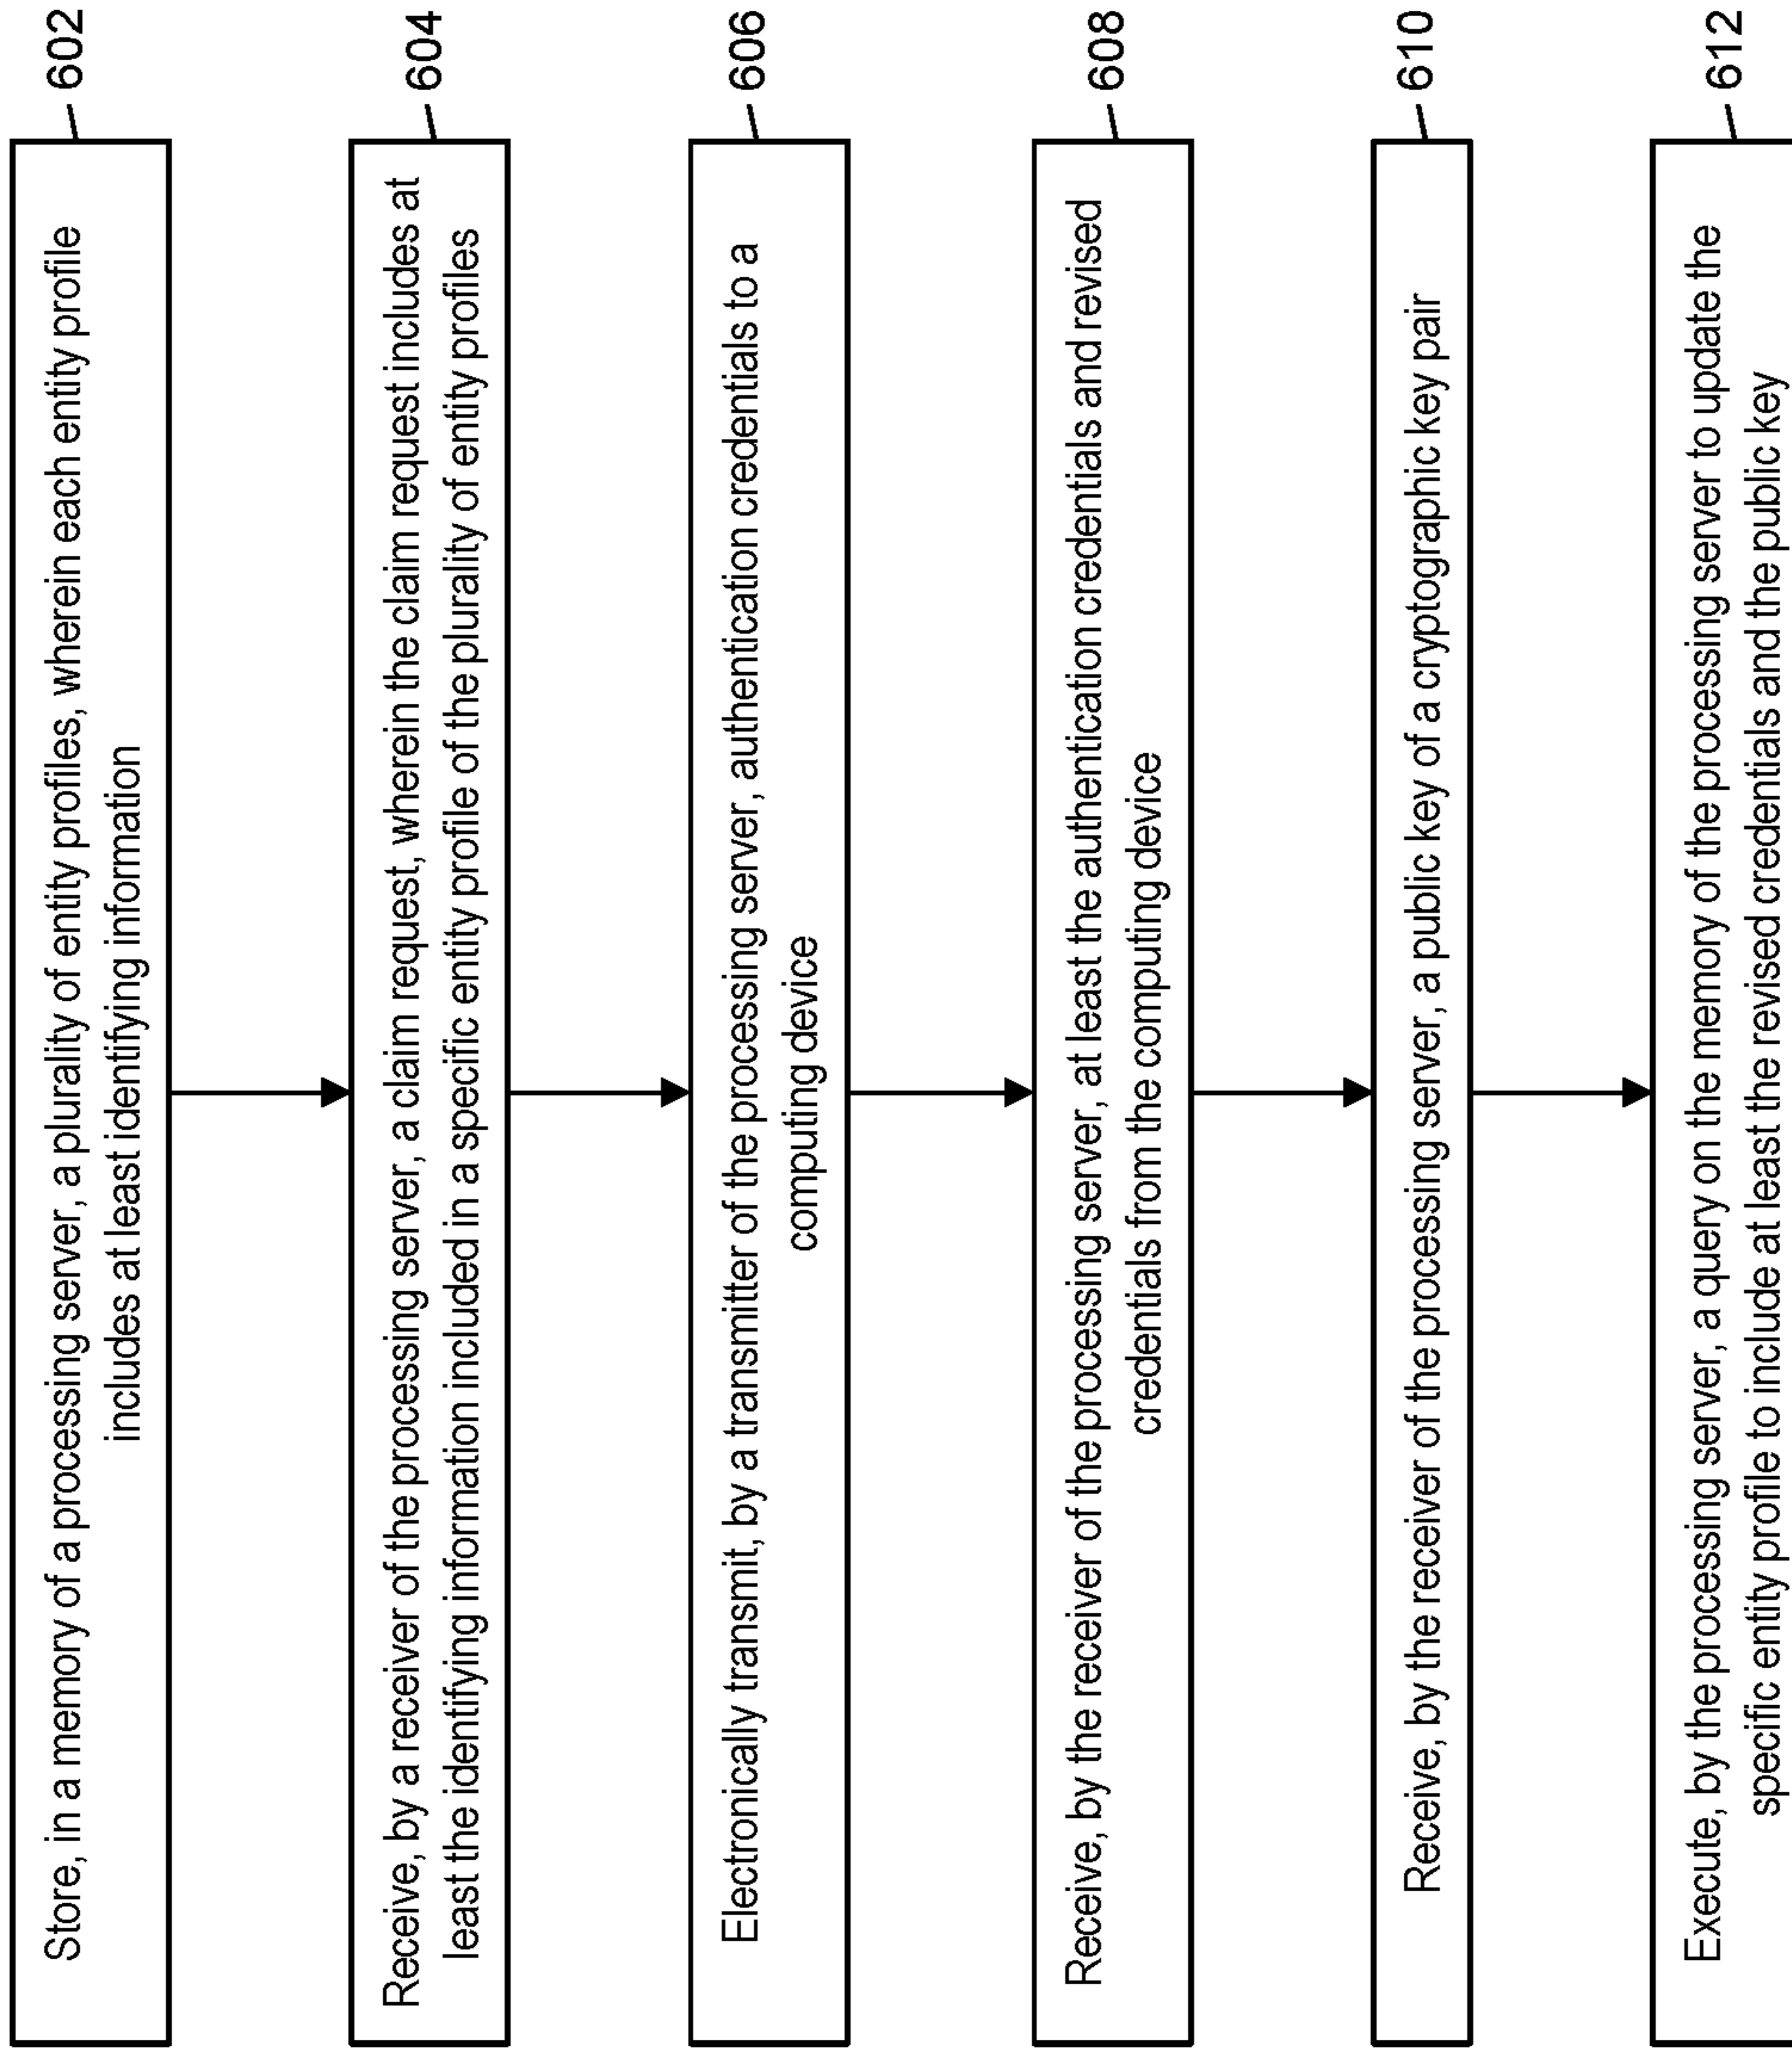 602
Store, in a memory of a processing server, a plurality of entity profiles, wherein each entity profile
includes at least identifying information
604
Receive, by a receiver of the processing server, a claim request, wherein the claim request includes at
least the identifying information included in a specific entity profile of the plurality of entity profiles
606
Electronically transmit, by a transmitter of the processing server, authentication credentials to a
computing device
608
Receive, by the receiver of the processing server, at least the authentication credentials and revised
credentials from the computing device
610
Receive, by the receiver of the processing server, a public key of a cryptographic key pair
612
Execute, by the processing server, a query on the memory of the processing server to update the
specific entity profile to include at least the revised credentials and the public key